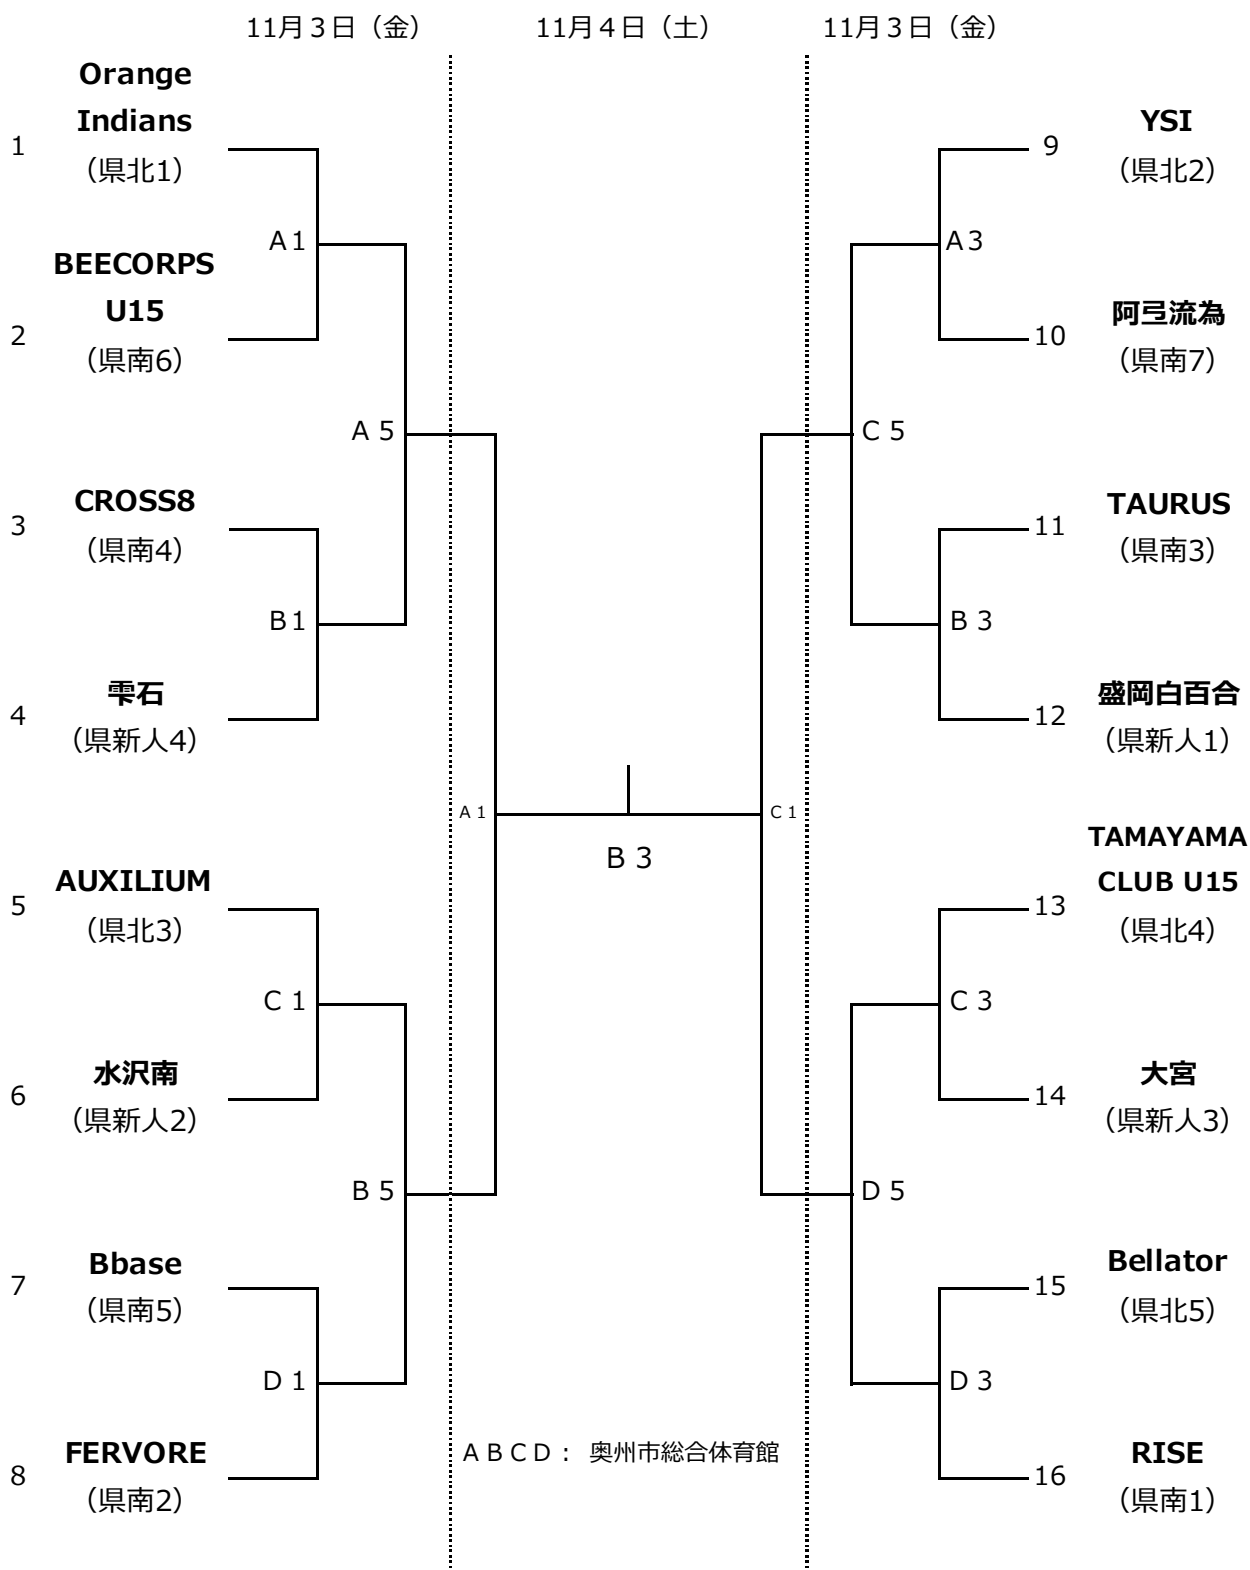 11月３日（金）
11月４日（土）
11月３日（金）
Orange
Indians
1
（県北1）
A１
BEECORPS
U15
2
（県南6）
A５
CROSS8
3
（県南4）
B１
雫石
4
（県新人4）
AUXILIUM
5
（県北3）
C１
水沢南
6
（県新人2）
B５
Bbase
7
（県南5）
D１
FERVORE
8
（県南2）
A１
B３
C１
ＡＢＣＤ： 奥州市総合体育館
YSI
9
（県北2）
A３
阿弖流為
10
（県南7）
C５
TAURUS
11
（県南3）
B３
盛岡白百合
12
（県新人1）
TAMAYAMA
CLUB U15
13
（県北4）
C３
大宮
14
（県新人3）
D５
Bellator
15
（県北5）
D３
RISE
16
（県南1）